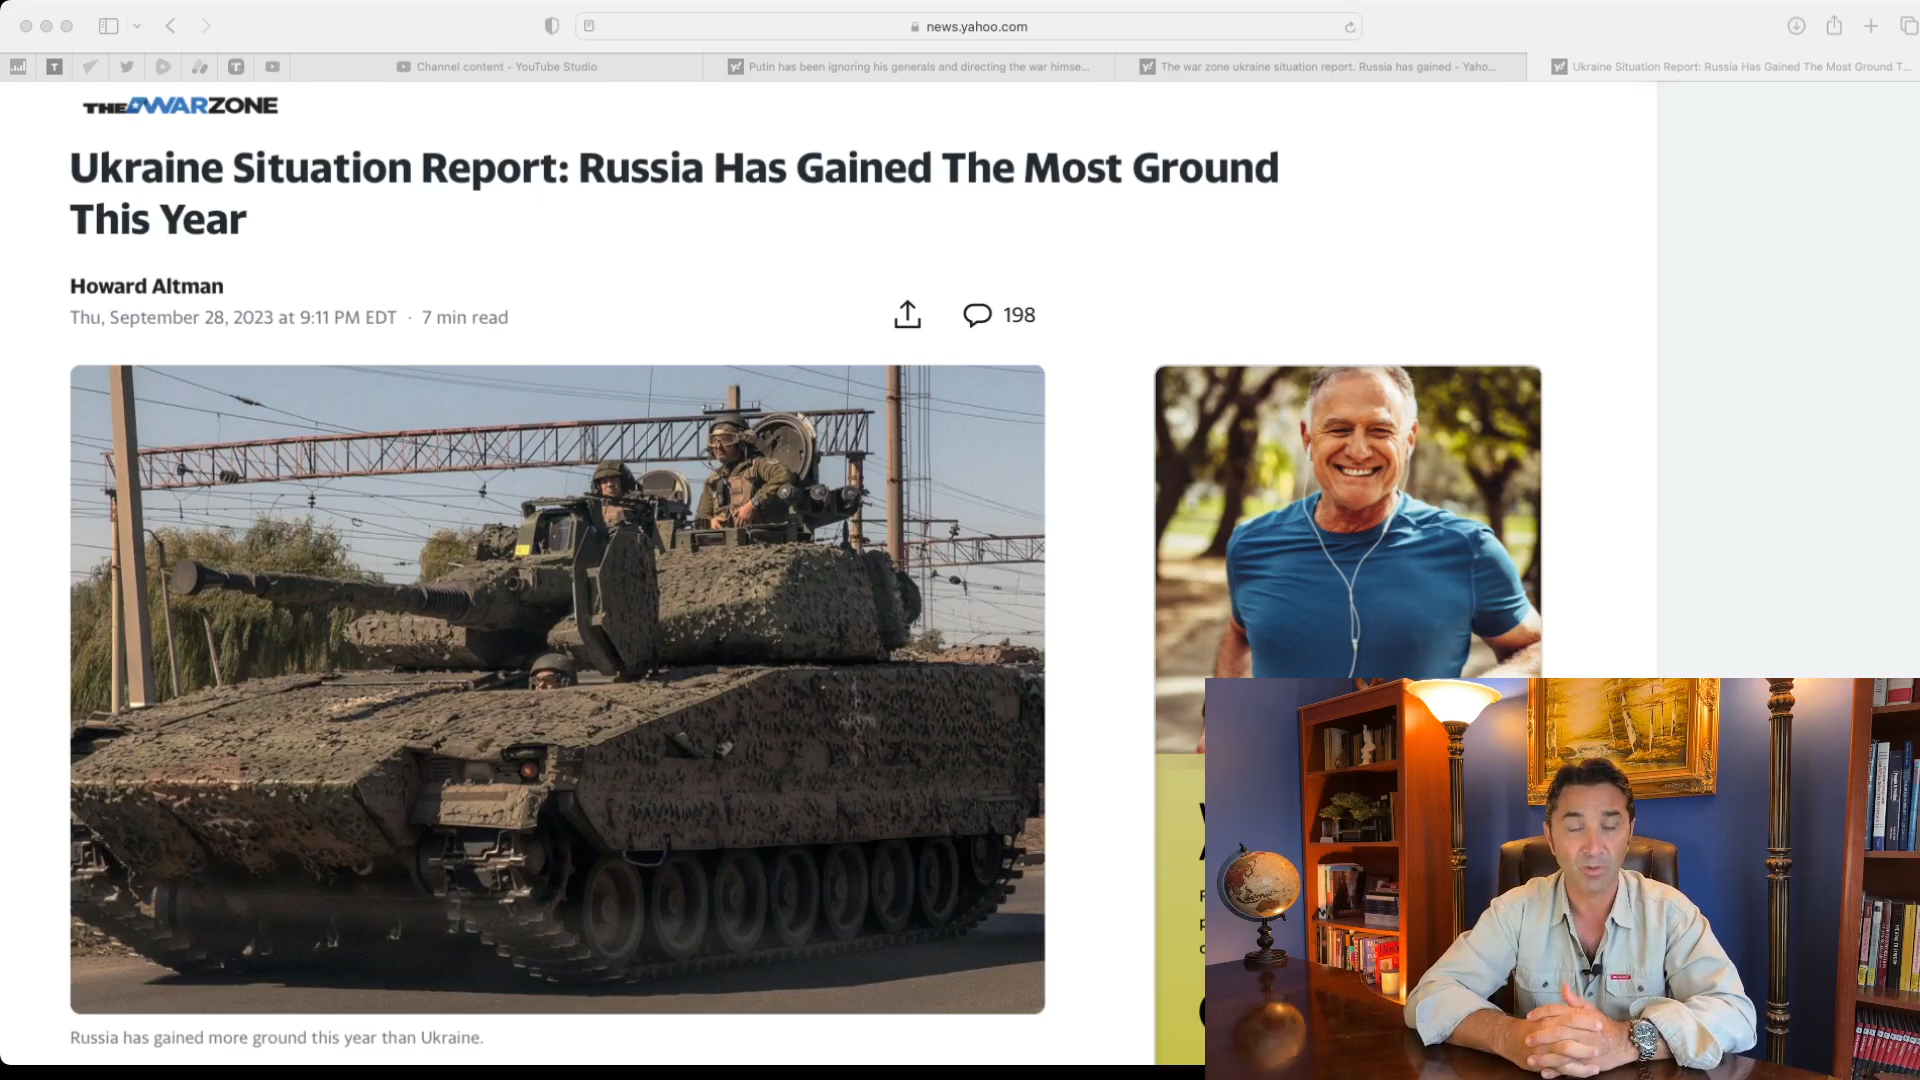 news.yahoo.com
Channel content - YouTube Studio
Putin has been ignoring his generals and directing the war himse...
The war zone ukraine situation report. Russia has gained - Yaho...
Ukraine Situation Report: Russia Has Gained The Most Ground T...
THE WARZONE
Ukraine Situation Report: Russia Has Gained The Most Ground
This Year
Howard Altman
Thu, September 28, 2023 at 9:11 PM EDT · 7 min read
198
Russia has gained more ground this year than Ukraine.